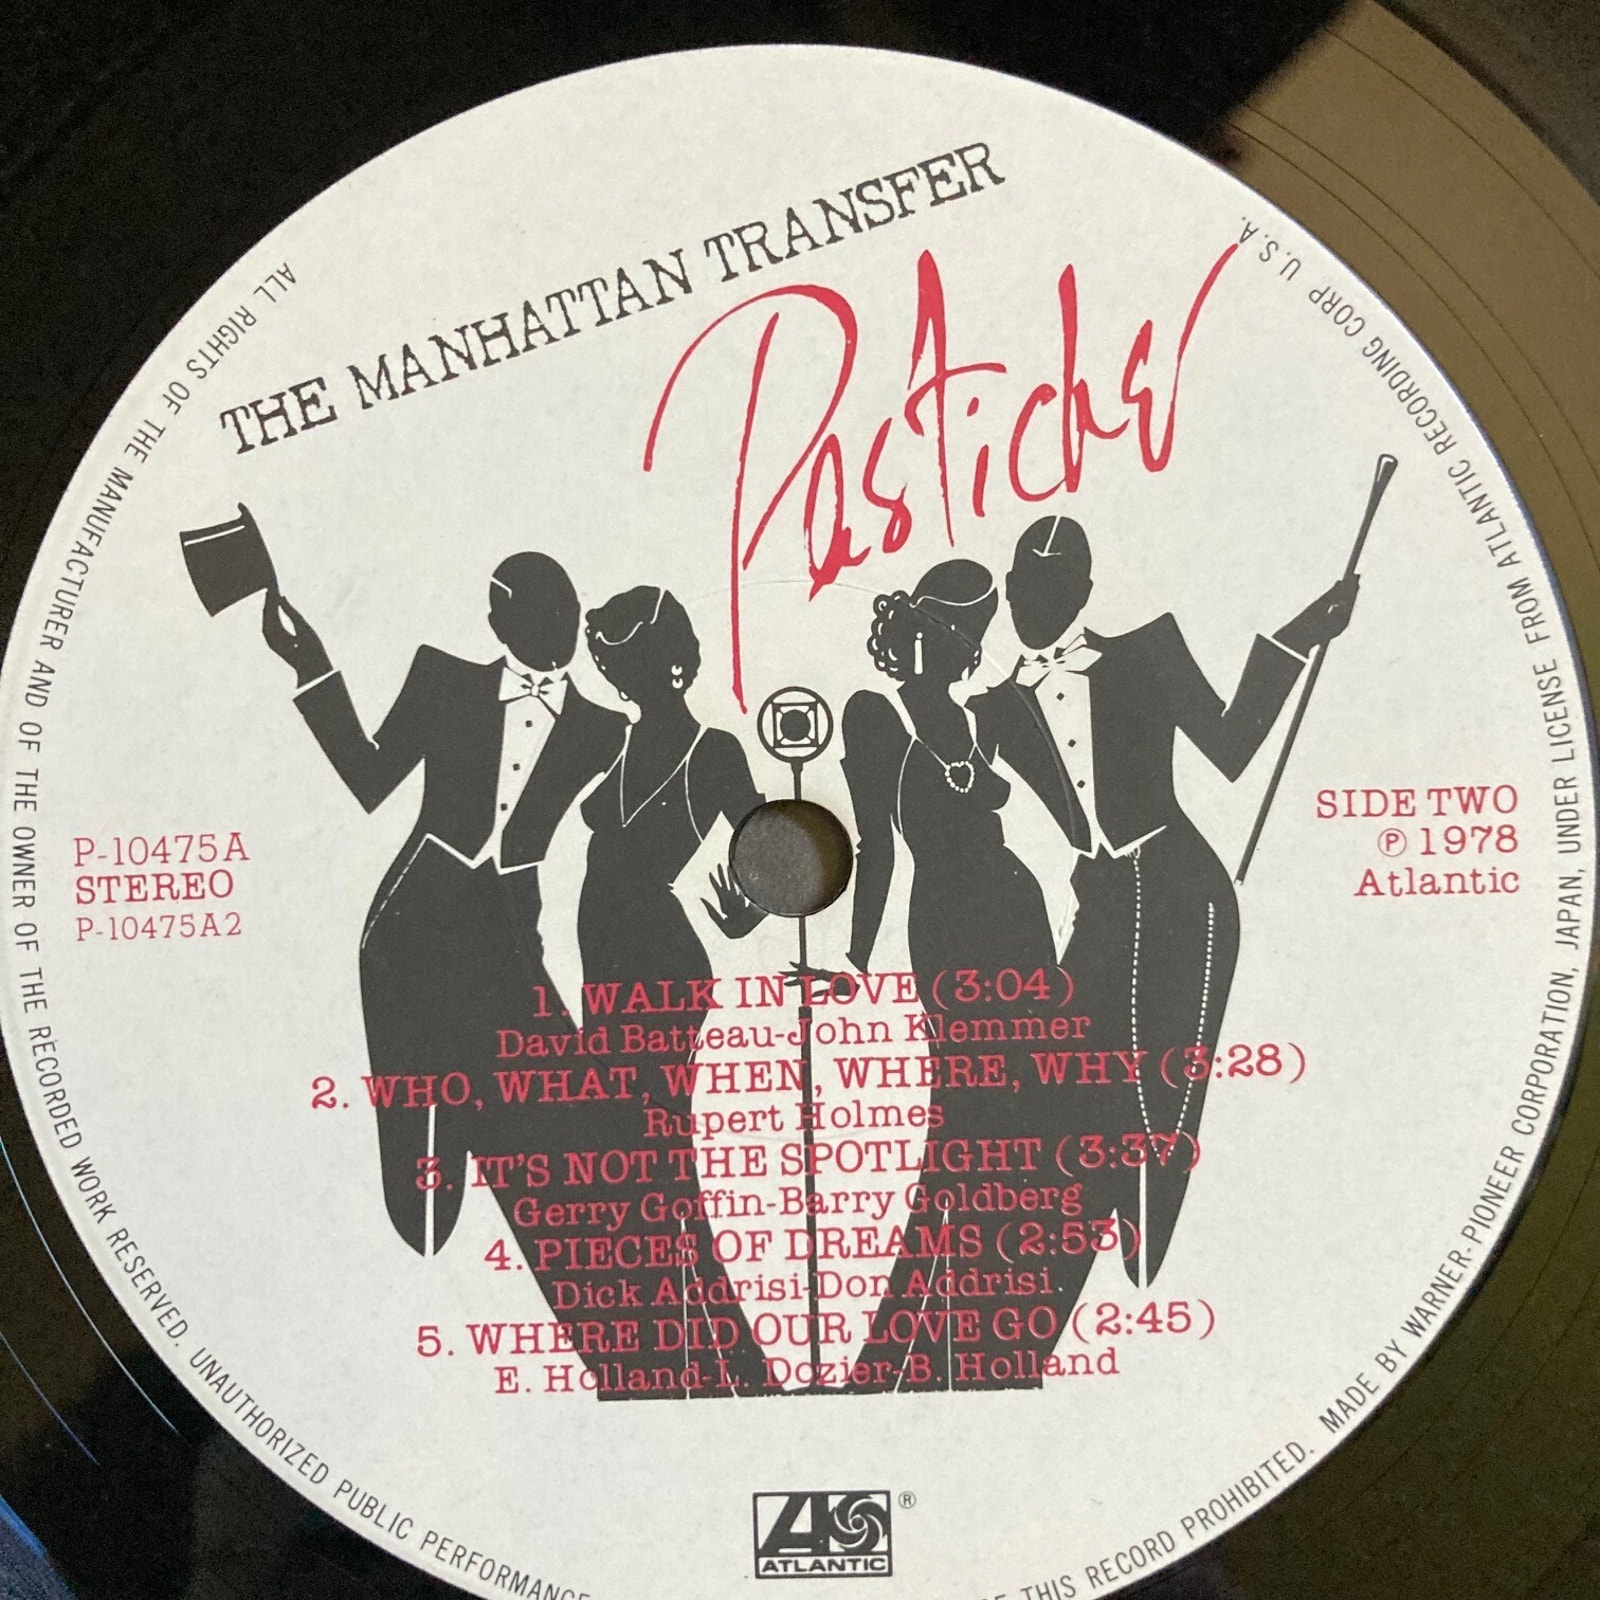 THE MANHATTAN TRANSFER
Pastiche
P-10475A
STEREO
P-10475A2
SIDE TWO
Ⓟ 1978
Atlantic
1. WALK IN LOVE (3:04)
David Batteau-John Klemmer
2. WHO, WHAT, WHEN, WHERE, WHY (3:28)
Rupert Holmes
3. IT'S NOT THE SPOTLIGHT (3:37)
Gerry Goffin-Barry Goldberg
4. PIECES OF DREAMS (2:53)
Dick Addrisi-Don Addrisi
5. WHERE DID OUR LOVE GO (2:45)
E. Holland-L. Dozier-B. Holland
ATLANTIC ®
ALL RIGHTS OF THE MANUFACTURER AND OF THE OWNER OF THE RECORDED WORK RESERVED. UNAUTHORIZED PUBLIC PERFORMANCE
THIS RECORD PROHIBITED. MADE BY WARNER-PIONEER CORPORATION, JAPAN, UNDER LICENSE FROM ATLANTIC RECORDING CORP U.S.A.